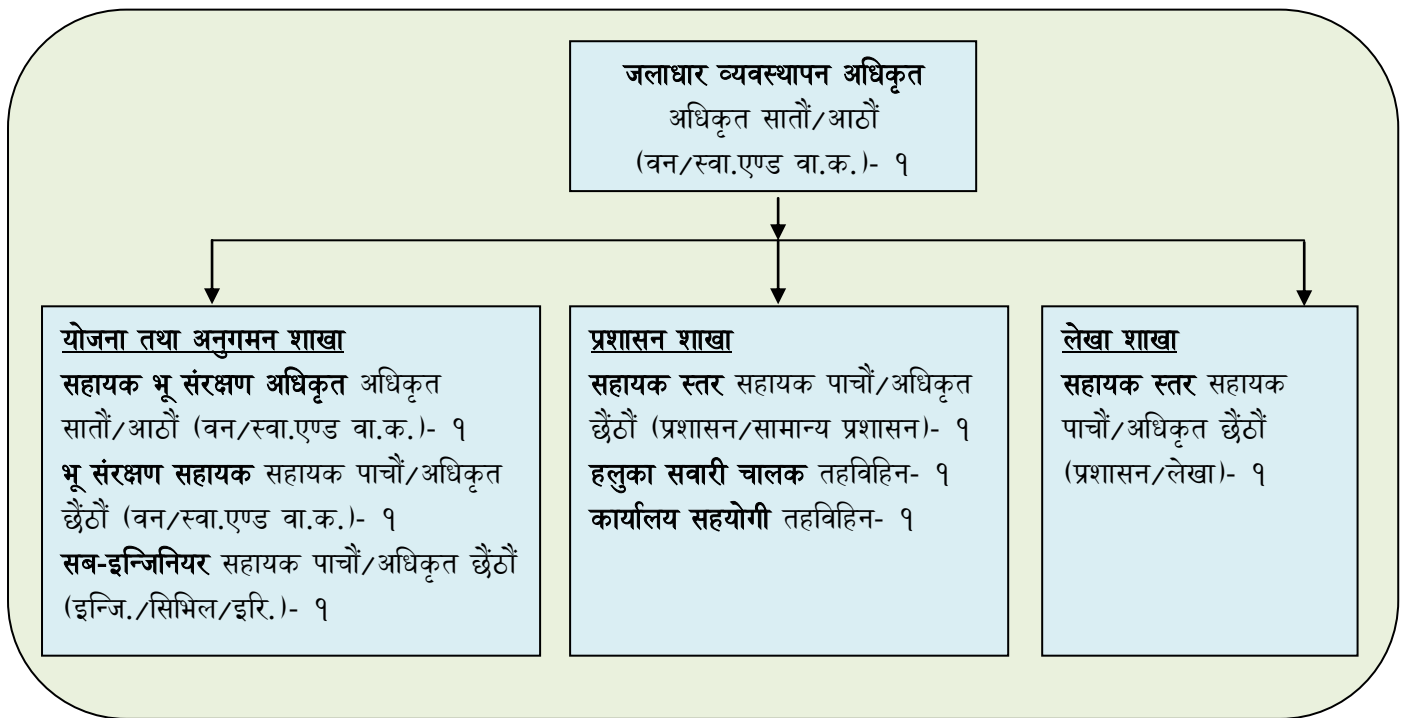 जलाधार व्यवस्थापन अधिकृत
अधिकृत सातौं/आठौं
(वन/स्वा.एण्ड वा.क.)- १
योजना तथा अनुगमन शाखा
सहायक भू संरक्षण अधिकृत अधिकृत
सातौं/आठौं (वन/स्वा.एण्ड वा.क.)- १
भू संरक्षण सहायक सहायक पाचौं/अधिकृत
छैंठौं (वन/स्वा.एण्ड वा.क.)- १
सब-इन्जिनियर सहायक पाचौं/अधिकृत छैंठौं
(इन्जि./सिभिल/इरि.)- १
प्रशासन शाखा
सहायक स्तर सहायक पाचौं/अधिकृत
छैंठौं (प्रशासन/सामान्य प्रशासन)- १
हलुका सवारी चालक तहविहिन- १
कार्यालय सहयोगी तहविहिन- १
लेखा शाखा
सहायक स्तर सहायक
पाचौं/अधिकृत छैंठौं
(प्रशासन/लेखा)- १